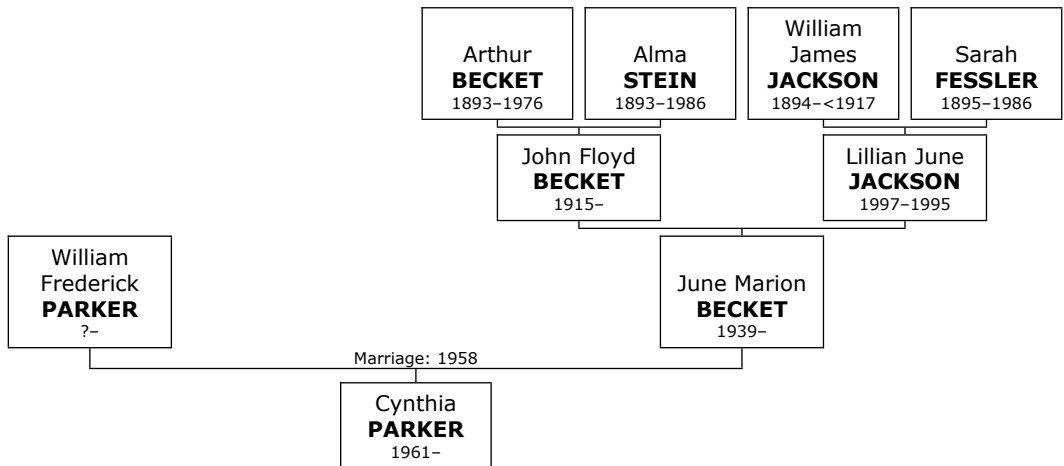 Arthur
BECKET
1893–1976
Alma
STEIN
1893–1986
William
James
JACKSON
1894–<1917
Sarah
FESSLER
1895–1986
John Floyd
BECKET
1915–
Lillian June
JACKSON
1997–1995
William
Frederick
PARKER
?–
June Marion
BECKET
1939–
Marriage: 1958
Cynthia
PARKER
1961–